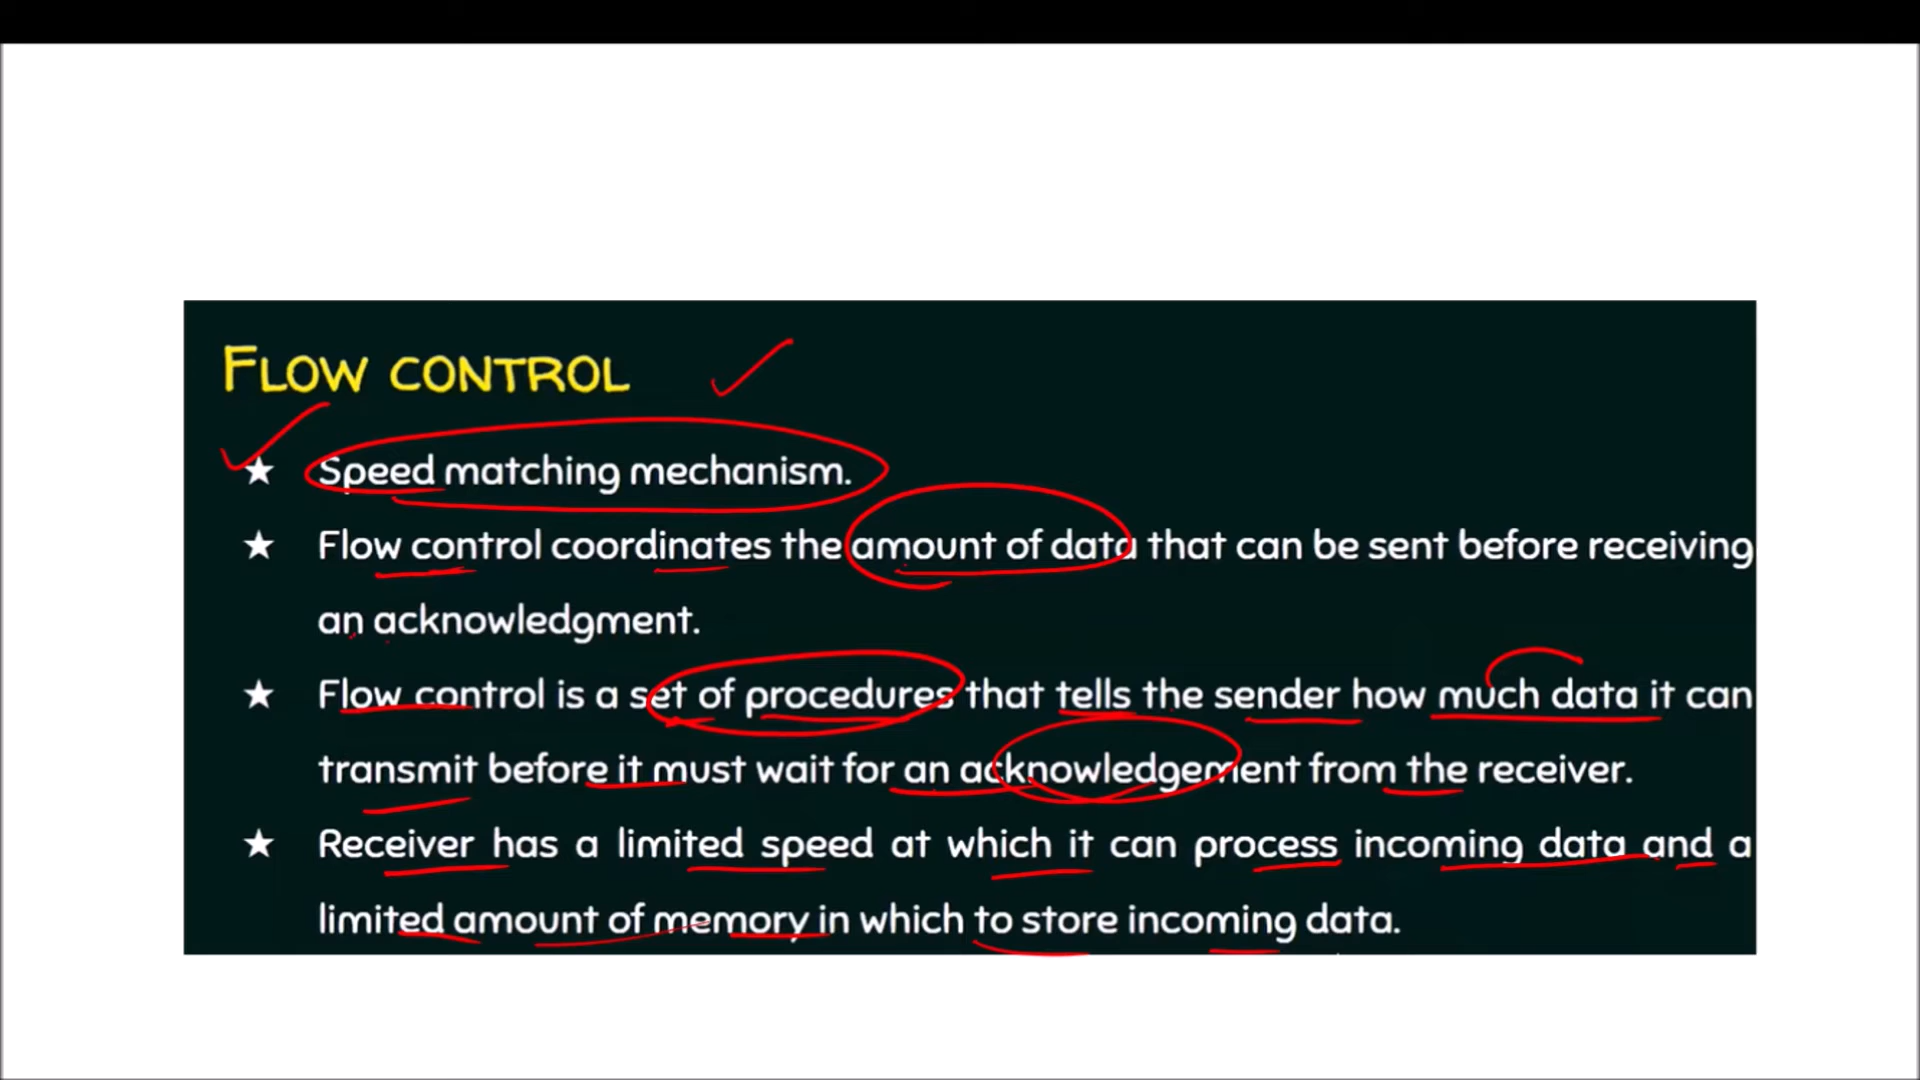 FLOW CONTROL
★ Speed matching mechanism.
★ Flow control coordinates the amount of data that can be sent before receiving
an acknowledgment.
★ Flow control is a set of procedures that tells the sender how much data it can
transmit before it must wait for an acknowledgement from the receiver.
★ Receiver has a limited speed at which it can process incoming data and a
limited amount of memory in which to store incoming data.